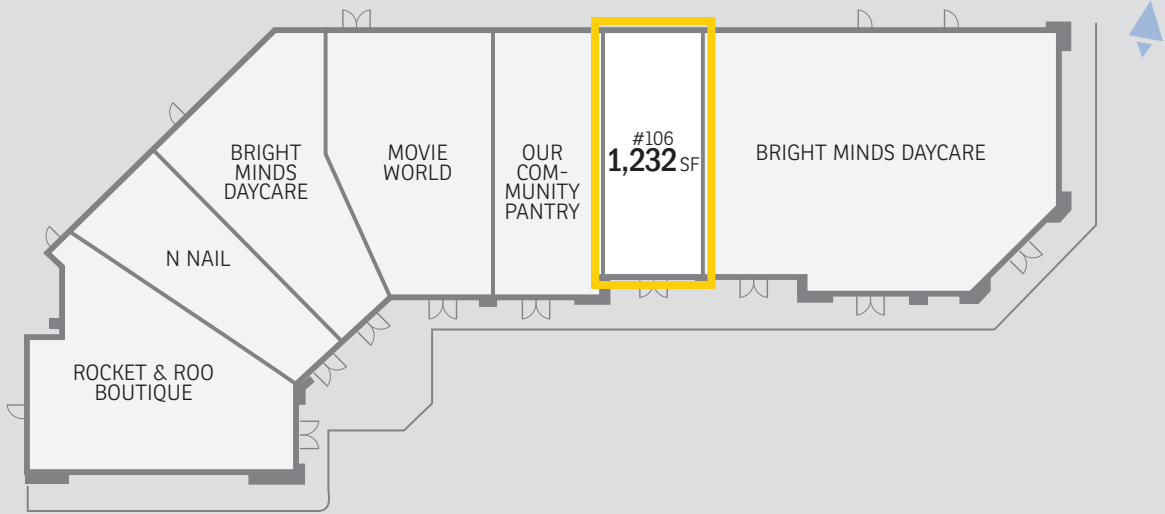 BRIGHT
MINDS
DAYCARE
MOVIE
WORLD
OUR
COM-
MUNITY
PANTRY
#106
1,232 SF
BRIGHT MINDS DAYCARE
N NAIL
ROCKET & ROO
BOUTIQUE